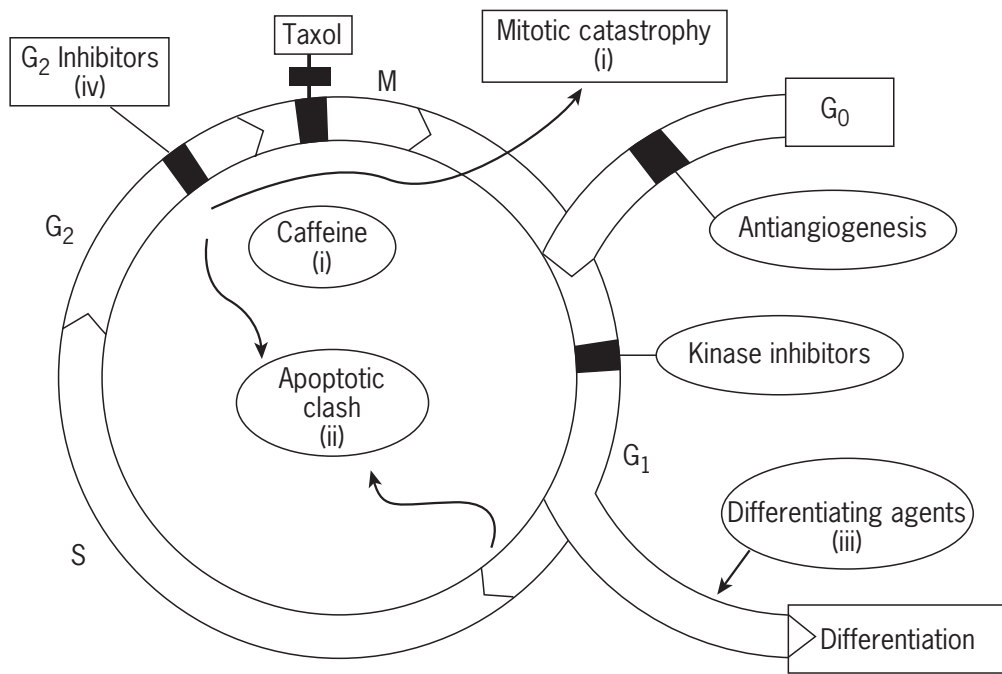 Taxol
Mitotic catastrophy
(i)
G₂ Inhibitors
(iv)
M
G₀
G₂
Caffeine
(i)
Antiangiogenesis
Kinase inhibitors
Apoptotic
clash
(ii)
G₁
Differentiating agents
(iii)
S
Differentiation